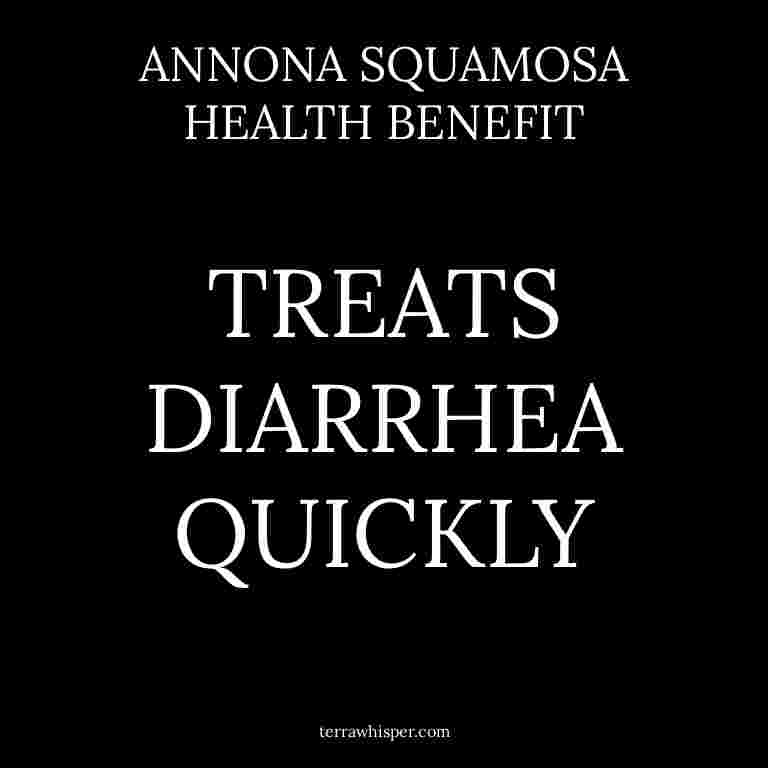 ANNONA SQUAMOSA
HEALTH BENEFIT
TREATS
DIARRHEA
QUICKLY
terrawhisper.com